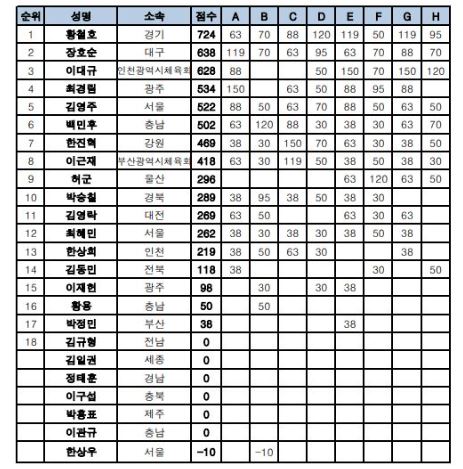 순위 성명 소속 점수 A B C D E F G H
1 황철호 경기 724 63 70 88 120 119 50 119 95
2 장호순 대구 638 119 70 63 95 63 70 88 70
3 이대규 인천광역시체육회 628 88 50 150 70 150 120
4 최경림 광주 534 150 63 50 88 95 88
5 김영주 서울 522 88 50 63 70 88 50 63 50
6 백민후 충남 502 63 120 88 30 38 30 63 70
7 한진혁 강원 469 38 30 150 70 63 30 38 50
8 이근재 부산광역시체육회 418 63 30 119 50 38 50 38 30
9 허군 울산 296 63 120 63 50
10 박승칠 경북 289 38 95 38 50 38 30
11 김영락 대전 269 63 50 63 30 63
12 최혜민 서울 262 38 30 38 30 38 50 38
13 한상희 인천 219 38 50 63 30 38
14 김동민 전북 118 38 30 50
15 이재헌 광주 98 30 30 38
16 황용 충남 50 50
17 박정민 부산 38 38
18 김규형 전남 0
김일권 세종 0
정태훈 경남 0
이구섭 충북 0
박홍표 제주 0
이관규 충남 0
한상우 서울 -10 -10